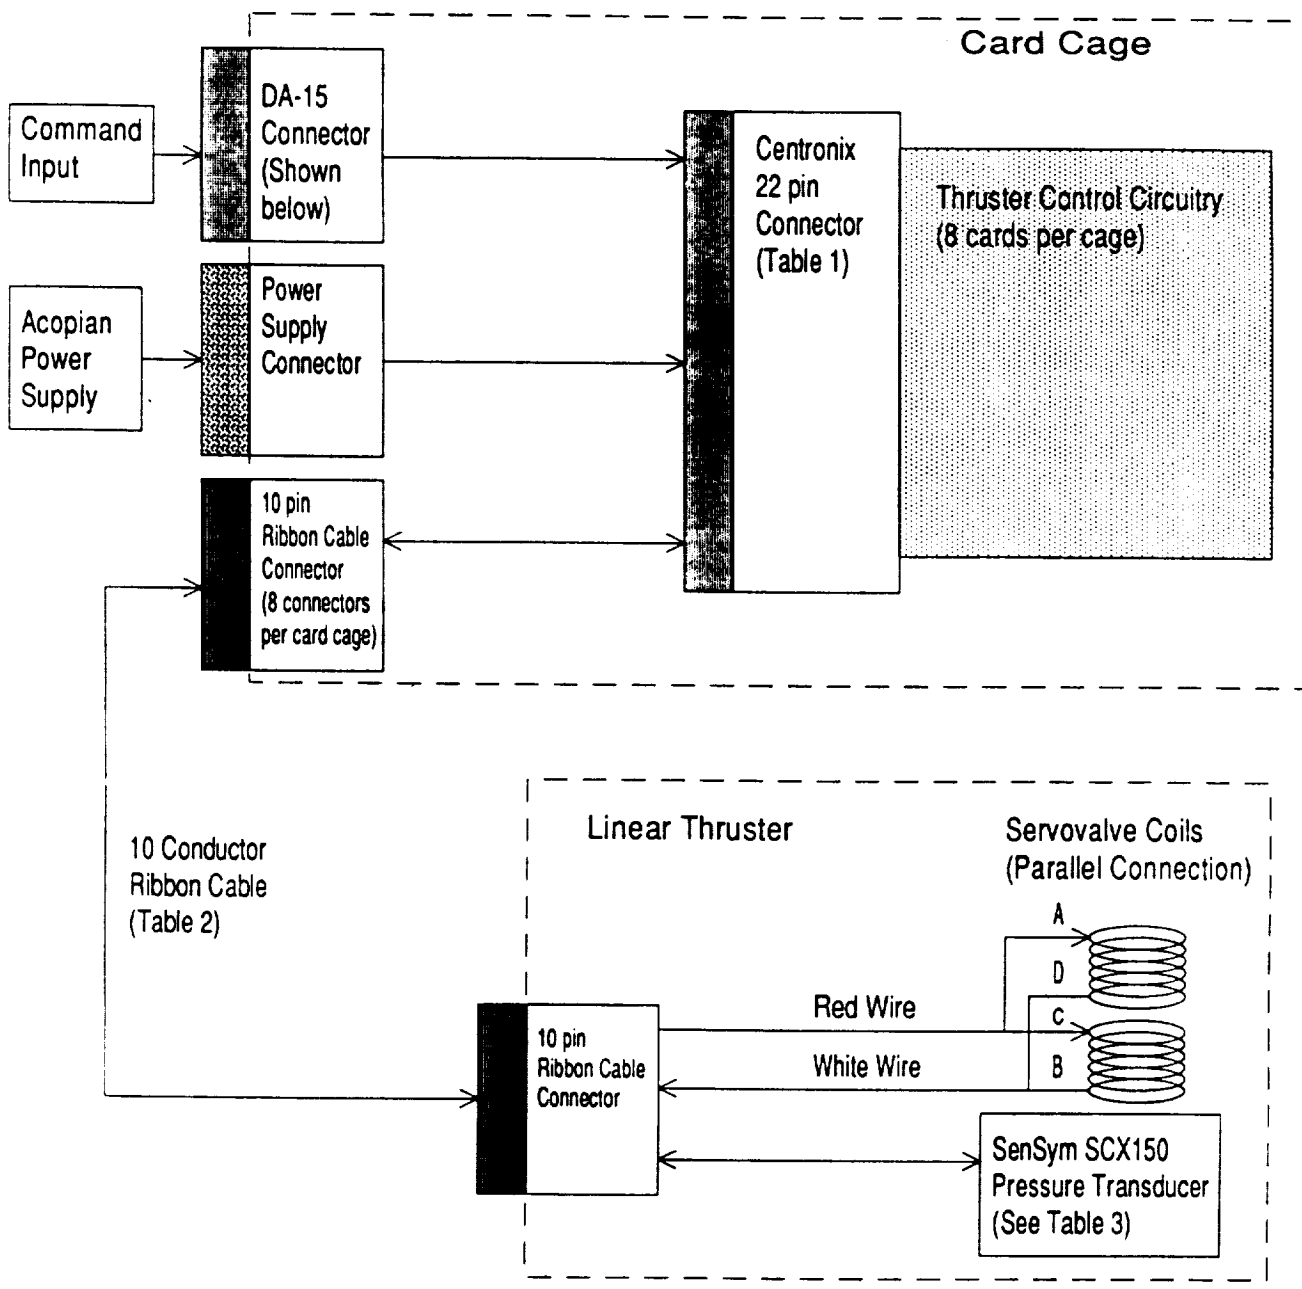 Card Cage
Command
Input
DA-15
Connector
(Shown
below)
Centronix
22 pin
Connector
(Table 1)
Thruster Control Circuitry
(8 cards per cage)
Acopian
Power
Supply
Power
Supply
Connector
10 pin
Ribbon Cable
Connector
(8 connectors
per card cage)
10 Conductor
Ribbon Cable
(Table 2)
Linear Thruster
Servovalve Coils
(Parallel Connection)
A
D
C
B
Red Wire
White Wire
10 pin
Ribbon Cable
Connector
SenSym SCX150
Pressure Transducer
(See Table 3)